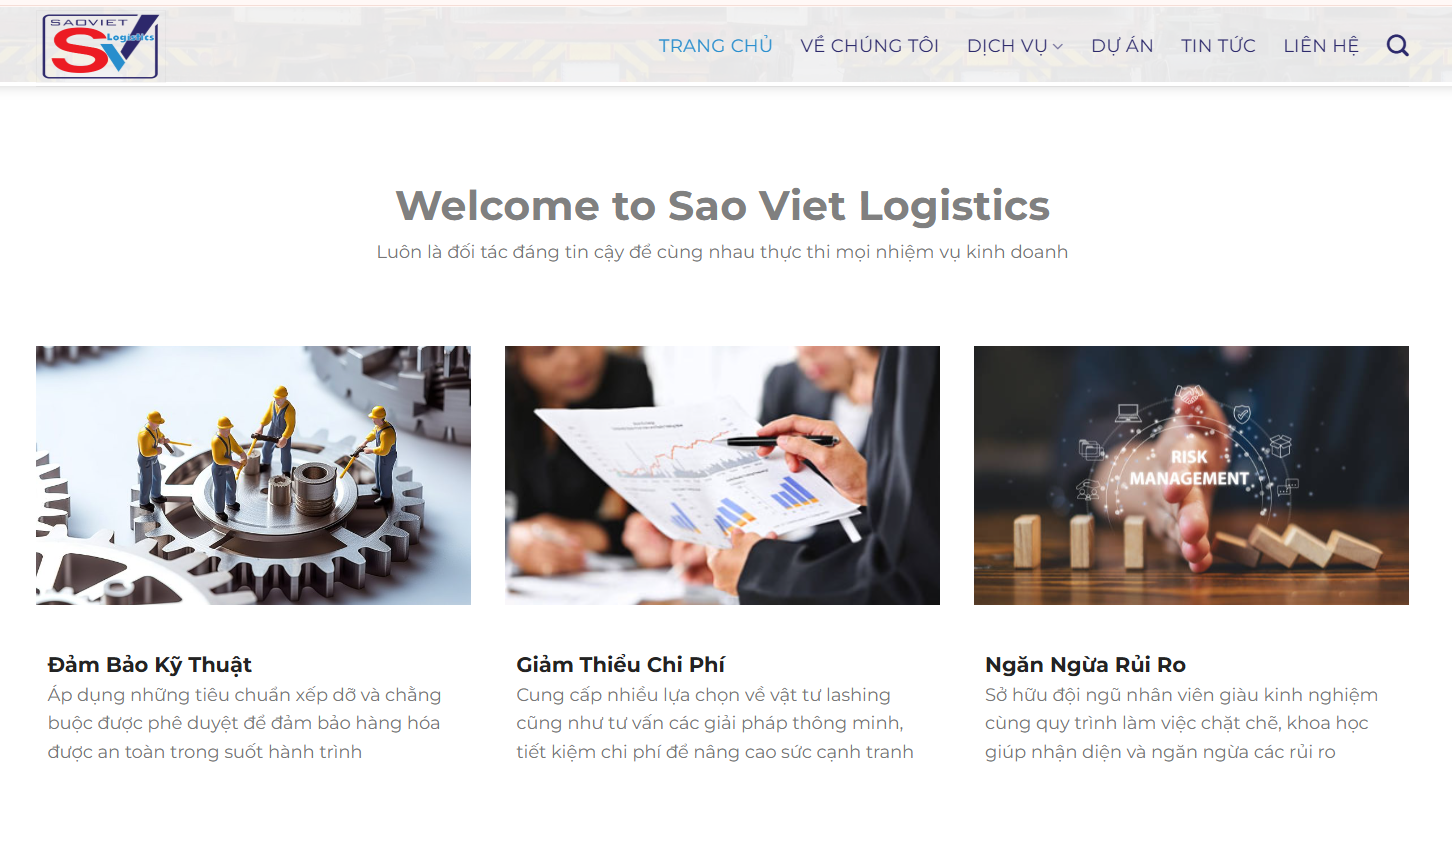 SAOVIET
Logistics
SV
TRANG CHỦ
VỀ CHÚNG TÔI
DỊCH VỤ
DỰ ÁN
TIN TỨC
LIÊN HỆ
Welcome to Sao Viet Logistics
Luôn là đối tác đáng tin cậy để cùng nhau thực thi mọi nhiệm vụ kinh doanh
RISK
MANAGEMENT
Đảm Bảo Kỹ Thuật
Áp dụng những tiêu chuẩn xếp dỡ và chằng
buộc được phê duyệt để đảm bảo hàng hóa
được an toàn trong suốt hành trình
Giảm Thiểu Chi Phí
Cung cấp nhiều lựa chọn về vật tư lashing
cũng như tư vấn các giải pháp thông minh,
tiết kiệm chi phí để nâng cao sức cạnh tranh
Ngăn Ngừa Rủi Ro
Sở hữu đội ngũ nhân viên giàu kinh nghiệm
cùng quy trình làm việc chặt chẽ, khoa học
giúp nhận diện và ngăn ngừa các rủi ro